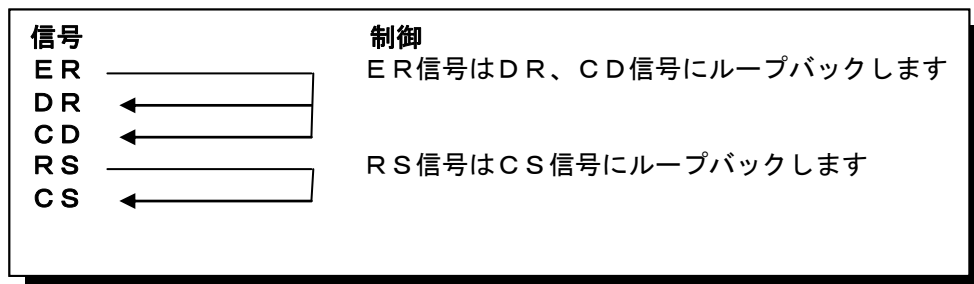 信号 制御
ＥＲ ＥＲ信号はＤＲ、ＣＤ信号にループバックします
ＤＲ
ＣＤ
ＲＳ ＲＳ信号はＣＳ信号にループバックします
ＣＳ